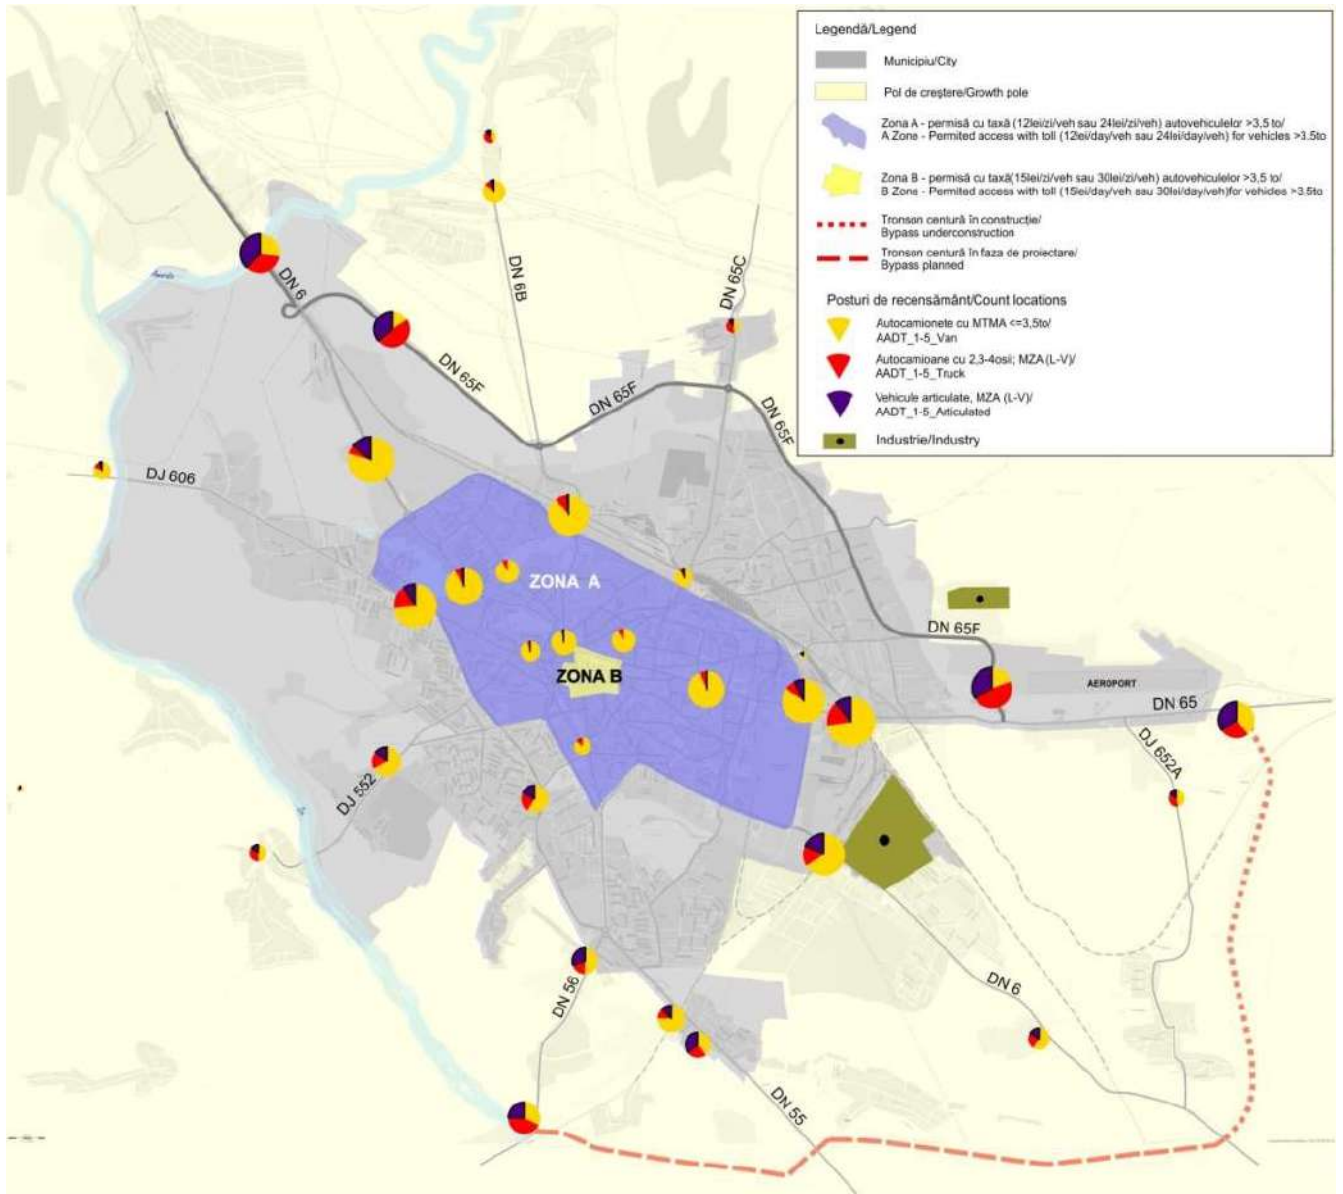 Legendă/Legend
Municipiu/City
Pol de creștere/Growth pole
Zona A - permisă cu taxă (12lei/zi/veh sau 24lei/zi/veh) autovehiculelor >3,5 to/
A Zone - Permited access with toll (12lei/day/veh sau 24lei/day/veh) for vehicles >3.5to
Zona B - permisă cu taxă(15lei/zi/veh sau 30lei/zi/veh) autovehiculelor >3,5 to/
B Zone - Permited access with toll (15lei/day/veh sau 30lei/day/veh)for vehicles >3.5to
Tronson centură în construcție/
Bypass underconstruction
Tronson centură în faza de proiectare/
Bypass planned
Posturi de recensământ/Count locations
Autocamionete cu MTMA <=3,5to/
AADT_1-5_Van
Autocamioane cu 2,3-4osii; MZA (L-V)/
AADT_1-5_Truck
Vehicule articulate, MZA (L-V)/
AADT_1-5_Articulated
Industrie/Industry
DN 6
DN 6B
DN 65C
DN 65F
DN 65F
DN 65F
DJ 606
ZONA A
DN 65F
ZONA B
AEROPORT
DN 65
DJ 652A
DJ 552
DN 56
DN 6
DN 55